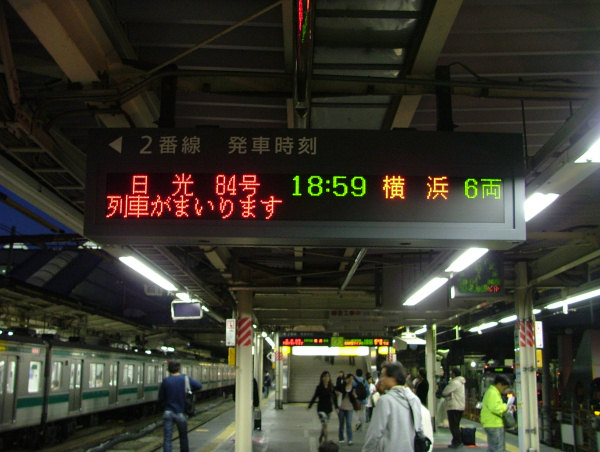 ◀ 2番線 発車時刻
日光 84号 18:59 横浜 6両
列車がまいります